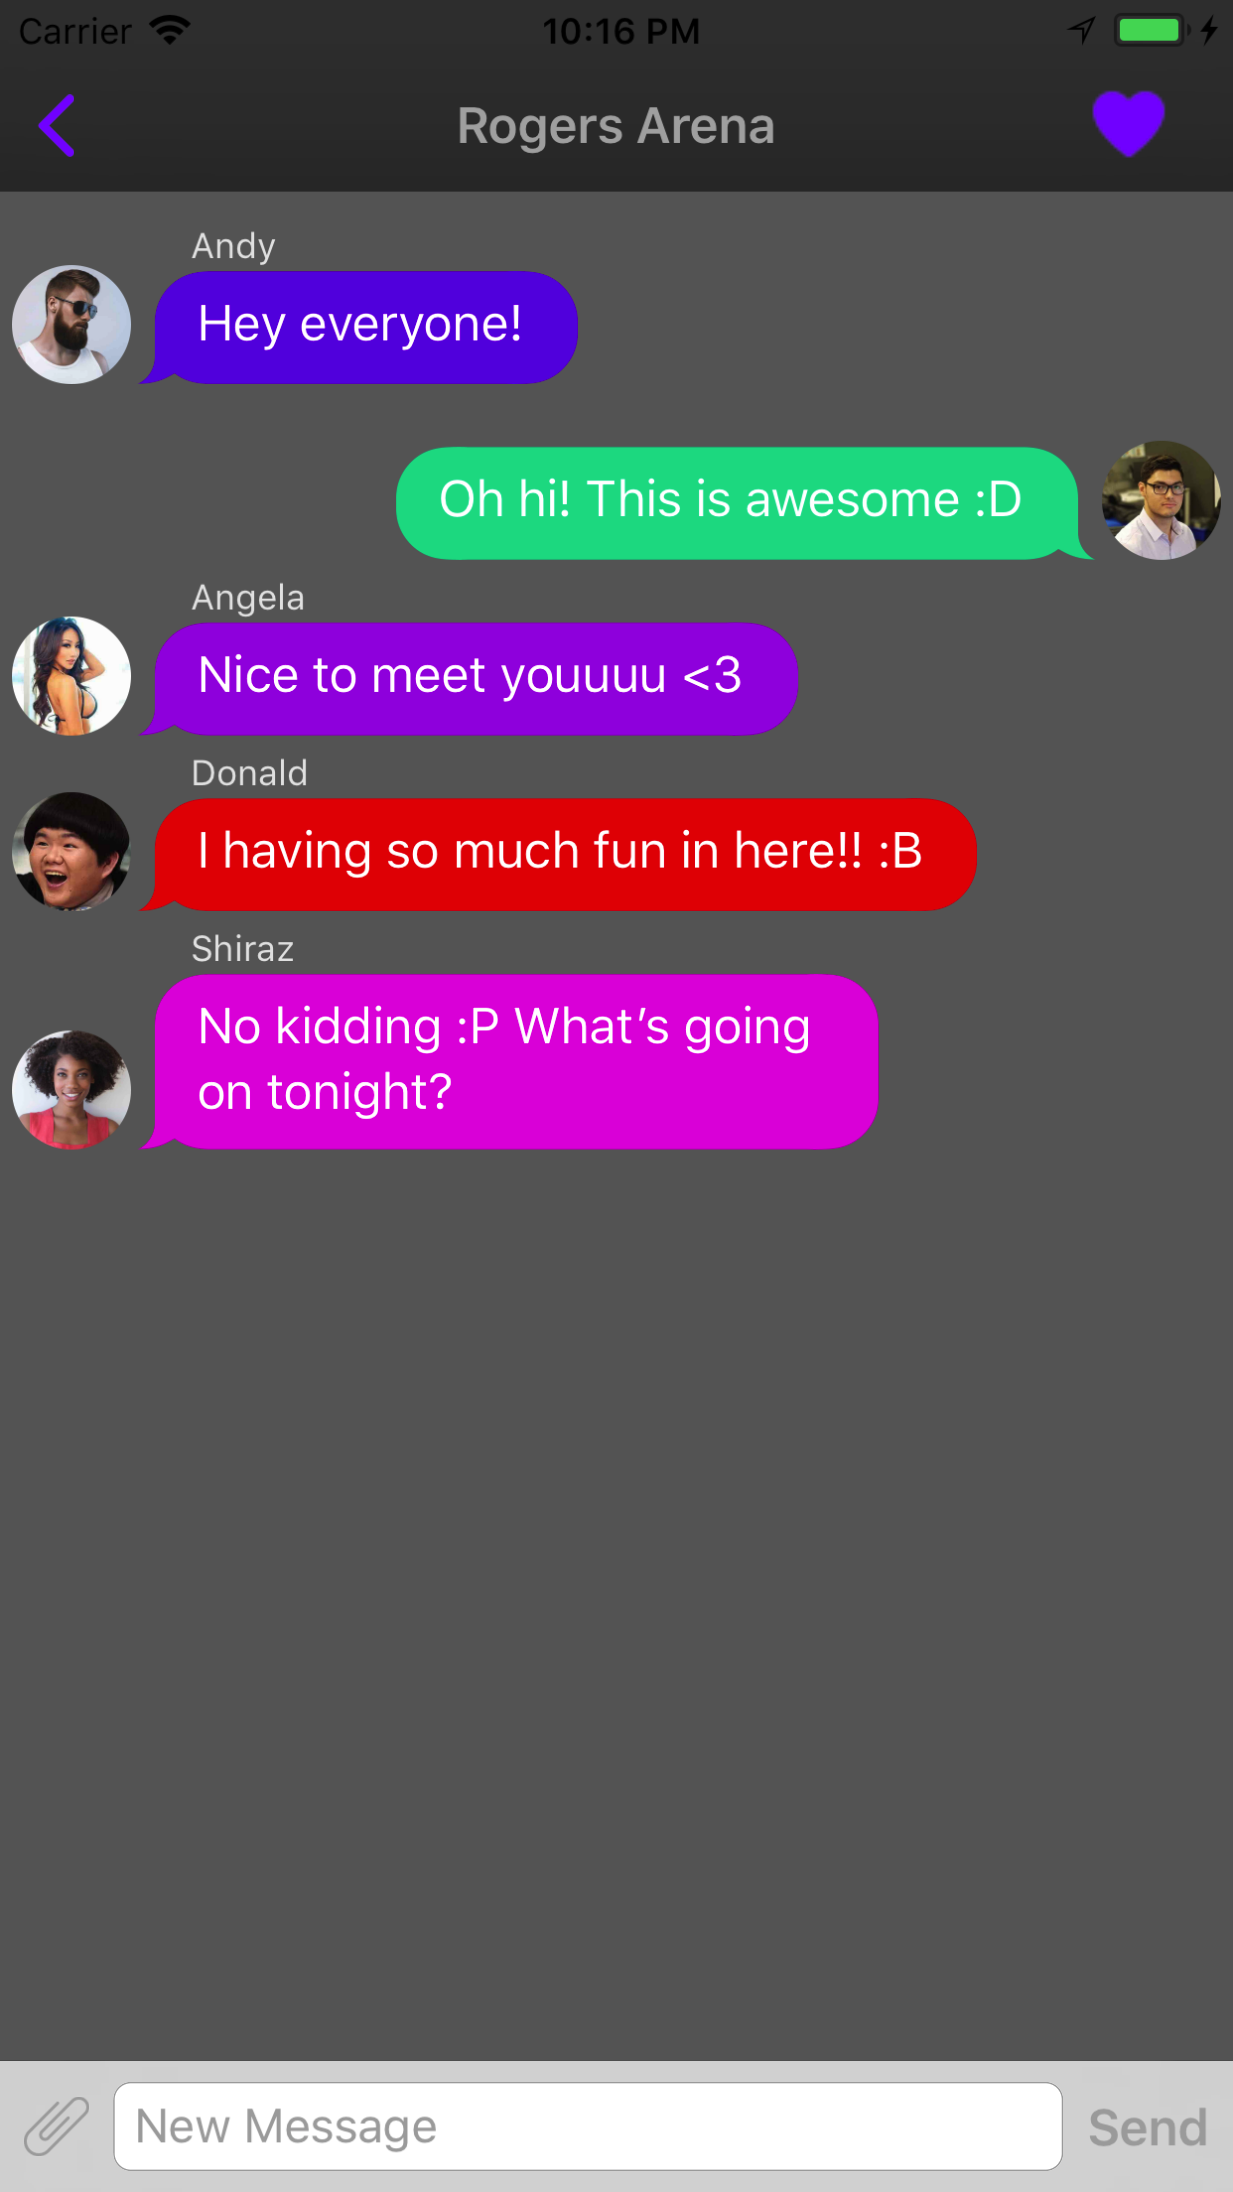 Carrier 10:16 PM
Rogers Arena
Andy
Hey everyone!
Oh hi! This is awesome :D
Angela
Nice to meet youuuu <3
Donald
I having so much fun in here!! :B
Shiraz
No kidding :P What’s going
on tonight?
New Message Send